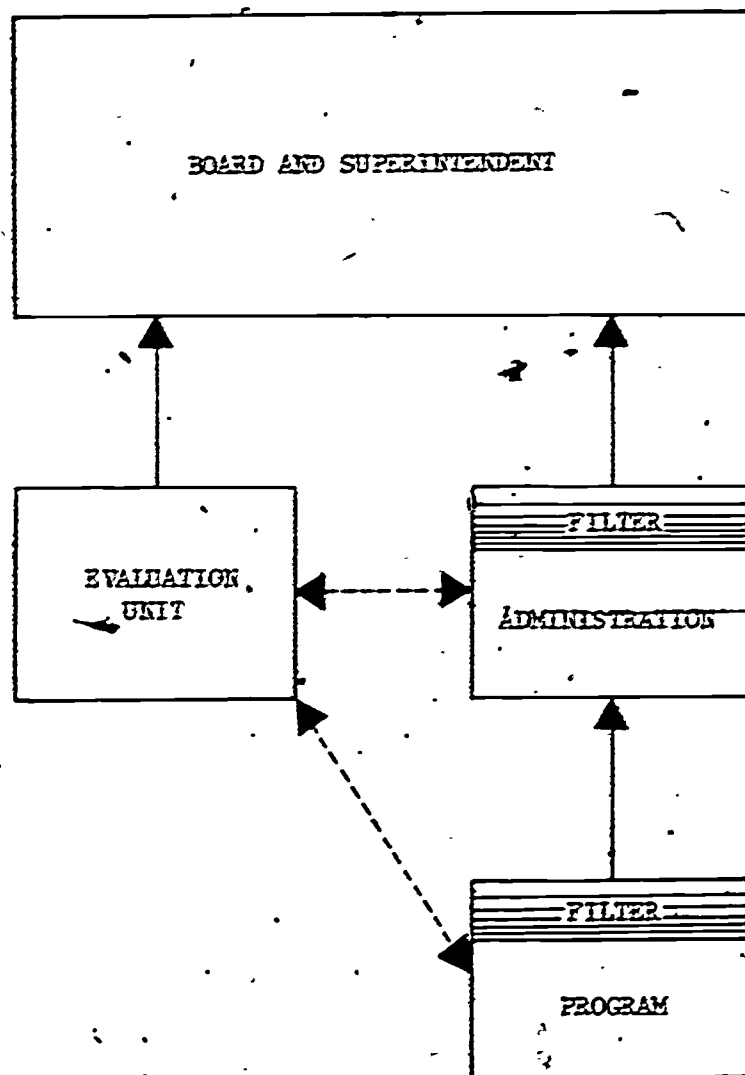 BOARD AND SUPERINTENDENT
FILTER
EVALUATION
UNIT
ADMINISTRATION
FILTER
PROGRAM